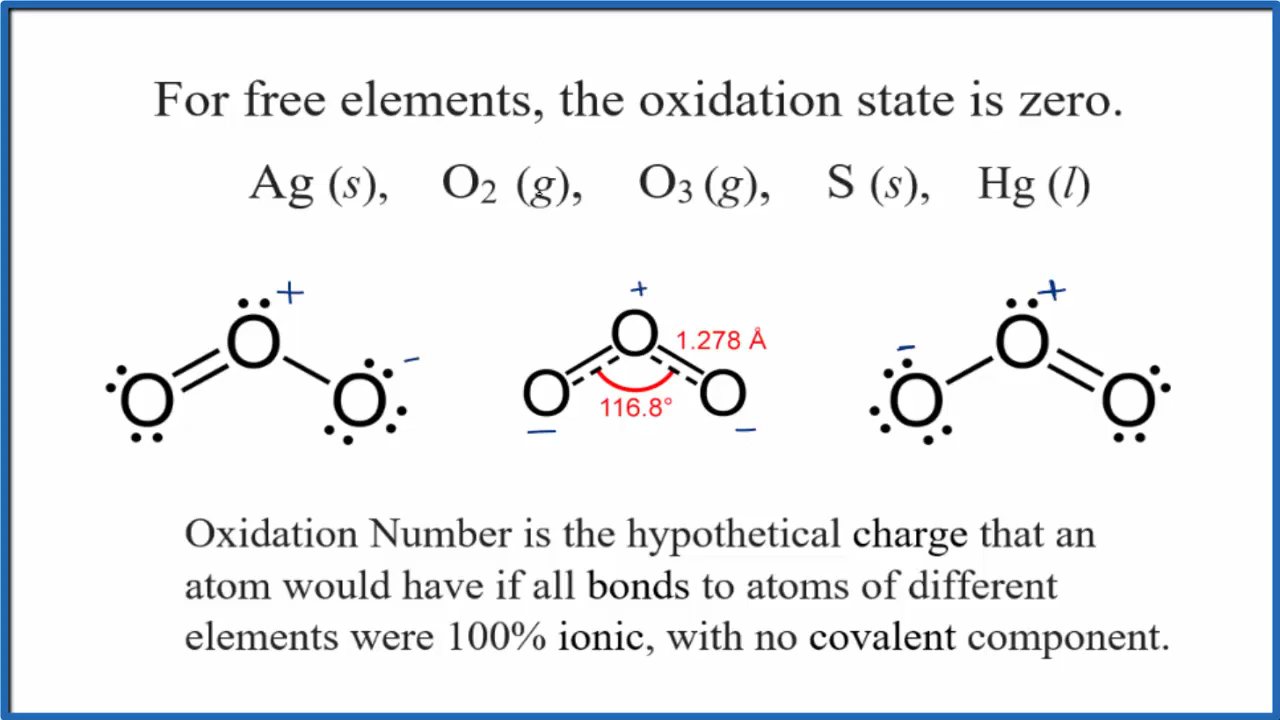 For free elements, the oxidation state is zero.
Ag (s), O₂ (g), O₃ (g), S (s), Hg (l)
+ + +
O O O 1.278 Å
− − 
O O − O O − O O
116.8°
Oxidation Number is the hypothetical charge that an
atom would have if all bonds to atoms of different
elements were 100% ionic, with no covalent component.